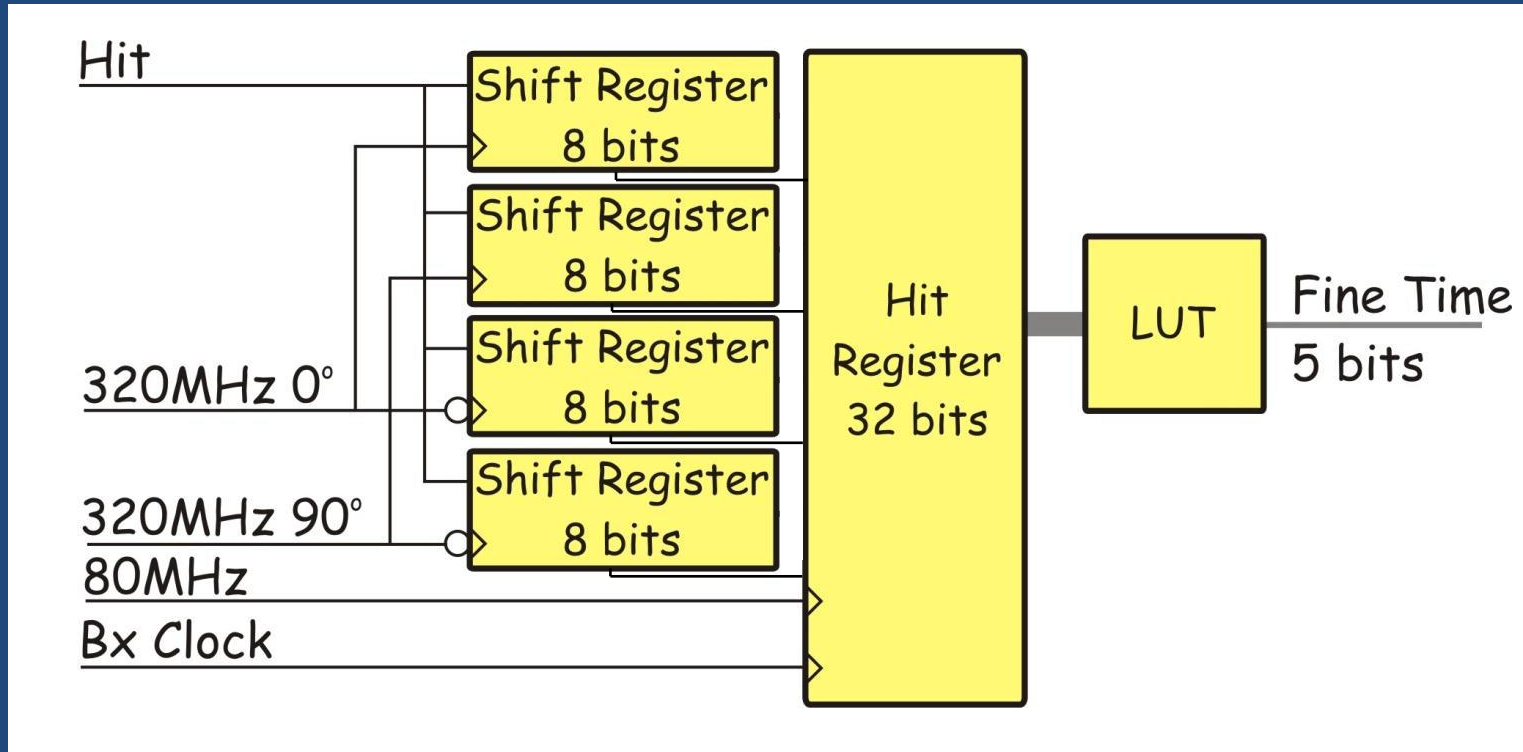 Hit
Shift Register
8 bits
Shift Register
8 bits
Shift Register
8 bits
Shift Register
8 bits
320MHz 0°
320MHz 90°
80MHz
Bx Clock
Hit
Register
32 bits
LUT
Fine Time
5 bits